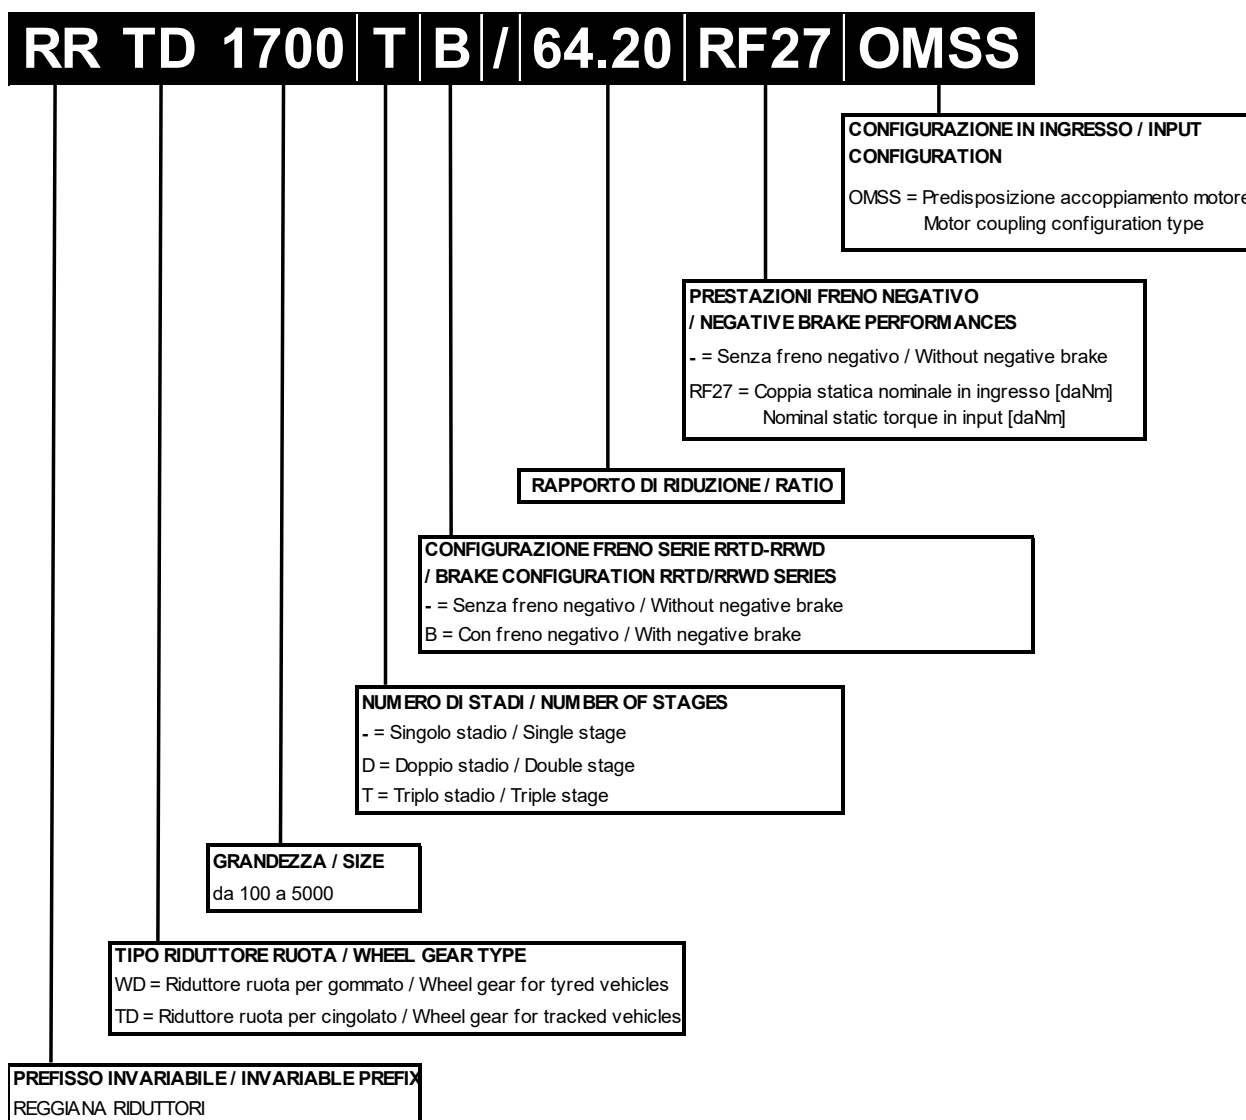 RR TD 1700 T B / 64.20 RF27 OMSS
CONFIGURAZIONE IN INGRESSO / INPUT
CONFIGURATION
OMSS = Predisposizione accoppiamento motore
Motor coupling configuration type
PRESTAZIONI FRENO NEGATIVO
/ NEGATIVE BRAKE PERFORMANCES
- = Senza freno negativo / Without negative brake
RF27 = Coppia statica nominale in ingresso [daNm]
Nominal static torque in input [daNm]
RAPPORTO DI RIDUZIONE / RATIO
CONFIGURAZIONE FRENO SERIE RRTD-RRWD
/ BRAKE CONFIGURATION RRTD/RRWD SERIES
- = Senza freno negativo / Without negative brake
B = Con freno negativo / With negative brake
NUMERO DI STADI / NUMBER OF STAGES
- = Singolo stadio / Single stage
D = Doppio stadio / Double stage
T = Triplo stadio / Triple stage
GRANDEZZA / SIZE
da 100 a 5000
TIPO RIDUTTORE RUOTA / WHEEL GEAR TYPE
WD = Riduttore ruota per gommato / Wheel gear for tyred vehicles
TD = Riduttore ruota per cingolato / Wheel gear for tracked vehicles
PREFISSO INVARIABILE / INVARIABLE PREFIX
REGGIANA RIDUTTORI